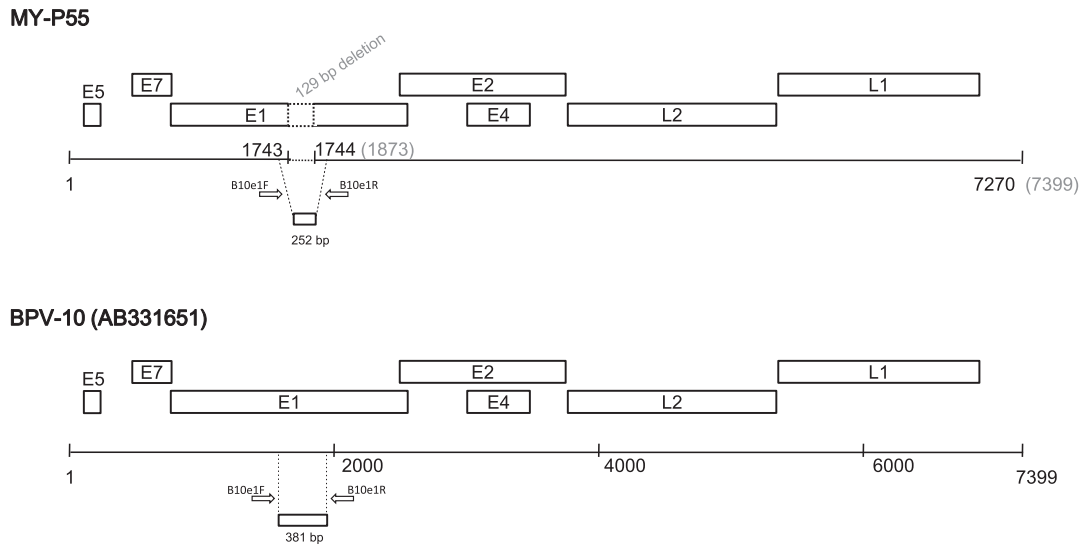 MY-P55
129 bp deletion
E7 E2 L1
E5
E1 E4 L2
1743 1744 (1873)
1 7270 (7399)
B10e1F B10e1R
252 bp
BPV-10 (AB331651)
E7 E2 L1
E5
E1 E4 L2
1 2000 4000 6000 7399
B10e1F B10e1R
381 bp